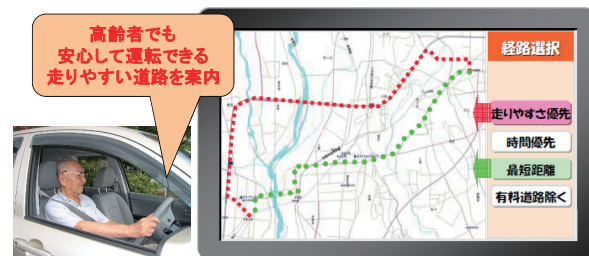 高齢者でも
安心して運転できる
走りやすい道路を案内
経路選択
走りやすさ優先
時間優先
最短距離
有料道路除く